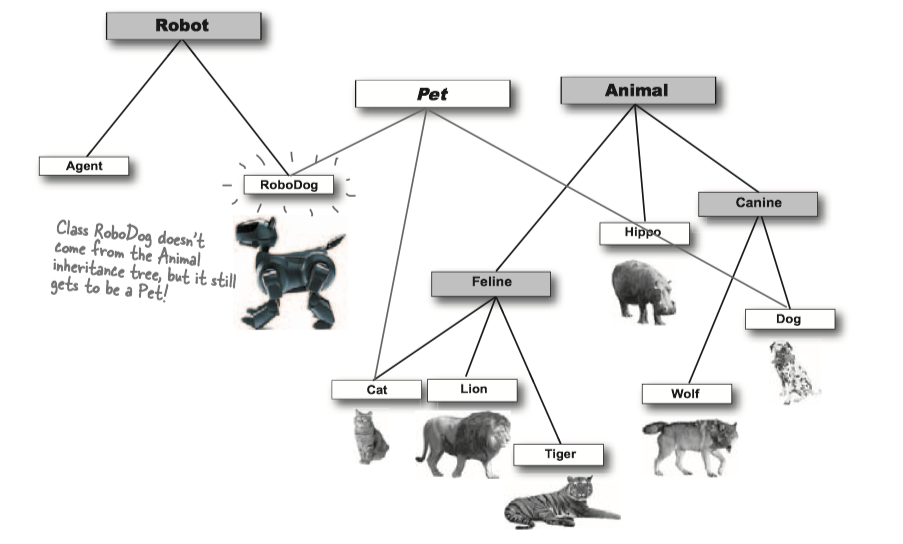 Robot
Pet
Animal
Agent
RoboDog
Canine
Class RoboDog doesn't
come from the Animal
inheritance tree, but it still
gets to be a Pet!
Hippo
Feline
Dog
Cat
Lion
Wolf
Tiger